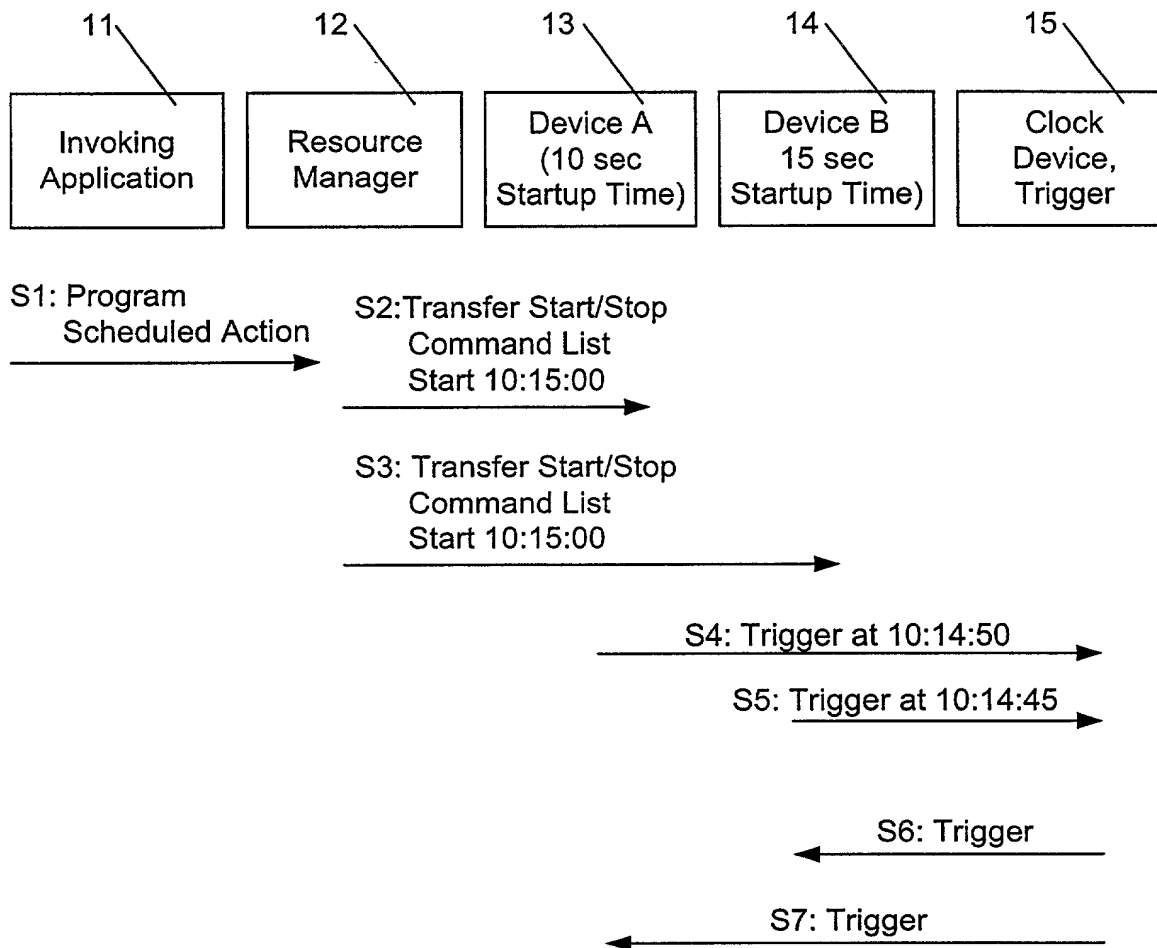 11
12
13
14
15
Invoking
Application
Resource
Manager
Device A
(10 sec
Startup Time)
Device B
15 sec
Startup Time)
Clock
Device,
Trigger
S1: Program
Scheduled Action
S2:Transfer Start/Stop
Command List
Start 10:15:00
S3: Transfer Start/Stop
Command List
Start 10:15:00
S4: Trigger at 10:14:50
S5: Trigger at 10:14:45
S6: Trigger
S7: Trigger